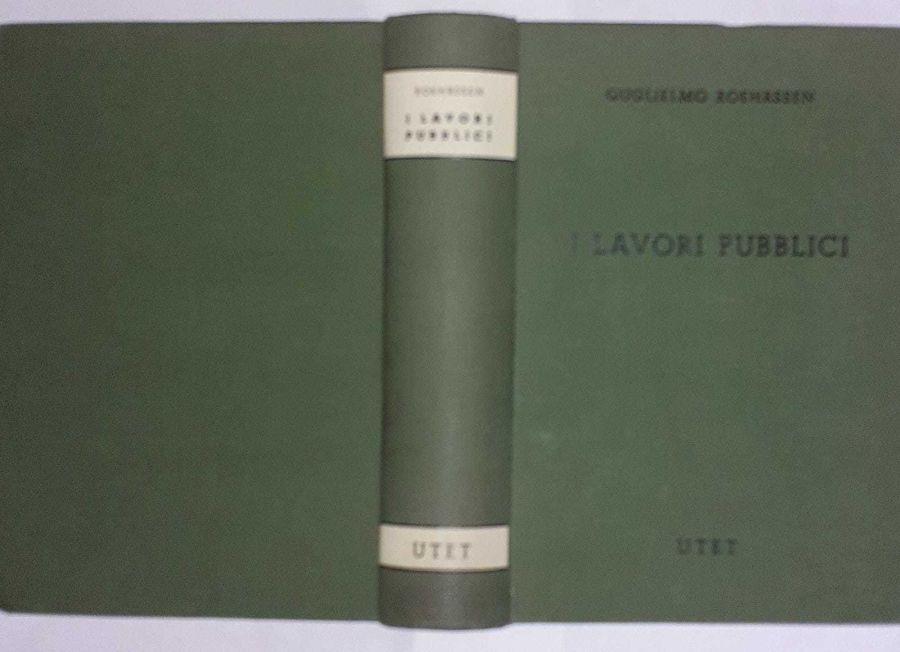 ROEHRSSEN
I LAVORI
PUBBLICI
UTET
GUGLIELMO ROEHRSSEN
I LAVORI PUBBLICI
UTET